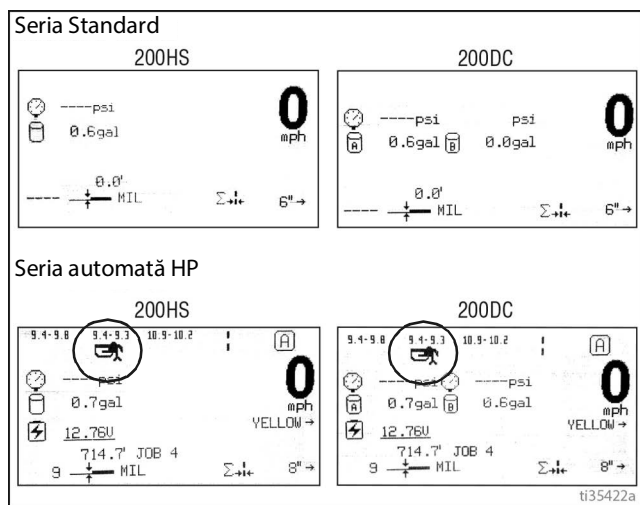 Seria Standard
200HS
----psi
0.6gal
0
mph
0.0'
---- MIL
6"
200DC
----psi psi
A 0.6gal B 0.0gal
0
mph
0.0'
---- MIL
6"
Seria automată HP
200HS
9.4-9.8 9.4-9.3 10.9-10.2
A
----psi
0.7gal
0
mph
YELLOW
12.76V
714.7' JOB 4
9 MIL
8"
200DC
9.4-9.8 9.4-9.3 10.9-10.2
A
----psi ----psi
A 0.7gal B 0.6gal
0
mph
YELLOW
12.76V
714.7' JOB 4
9 MIL
8"
ti35422a